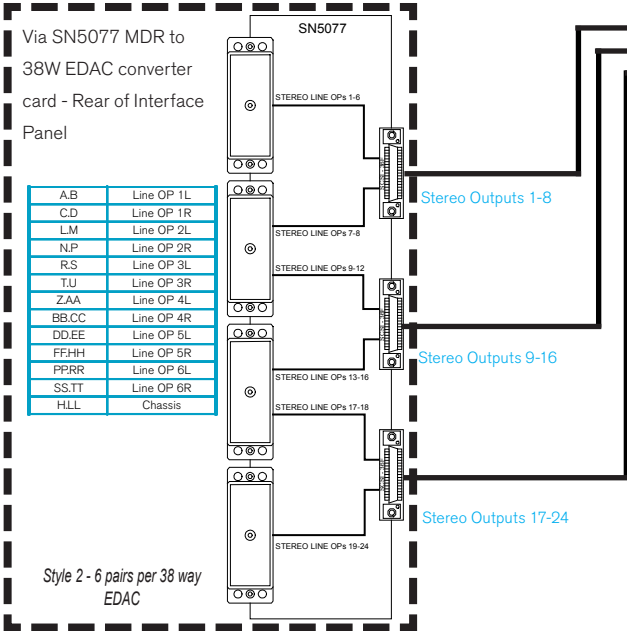 Via SN5077 MDR to
38W EDAC converter
card - Rear of Interface
Panel
SN5077
STEREO LINE OPs 1-6
STEREO LINE OPs 7-8
STEREO LINE OPs 9-12
STEREO LINE OPs 13-16
STEREO LINE OPs 17-18
STEREO LINE OPs 19-24
Stereo Outputs 1-8
Stereo Outputs 9-16
Stereo Outputs 17-24
A.B Line OP 1L
C.D Line OP 1R
L.M Line OP 2L
N.P Line OP 2R
R.S Line OP 3L
T.U Line OP 3R
Z.AA Line OP 4L
BB.CC Line OP 4R
DD.EE Line OP 5L
FF.HH Line OP 5R
PP.RR Line OP 6L
SS.TT Line OP 6R
H.LL Chassis
Style 2 - 6 pairs per 38 way
EDAC